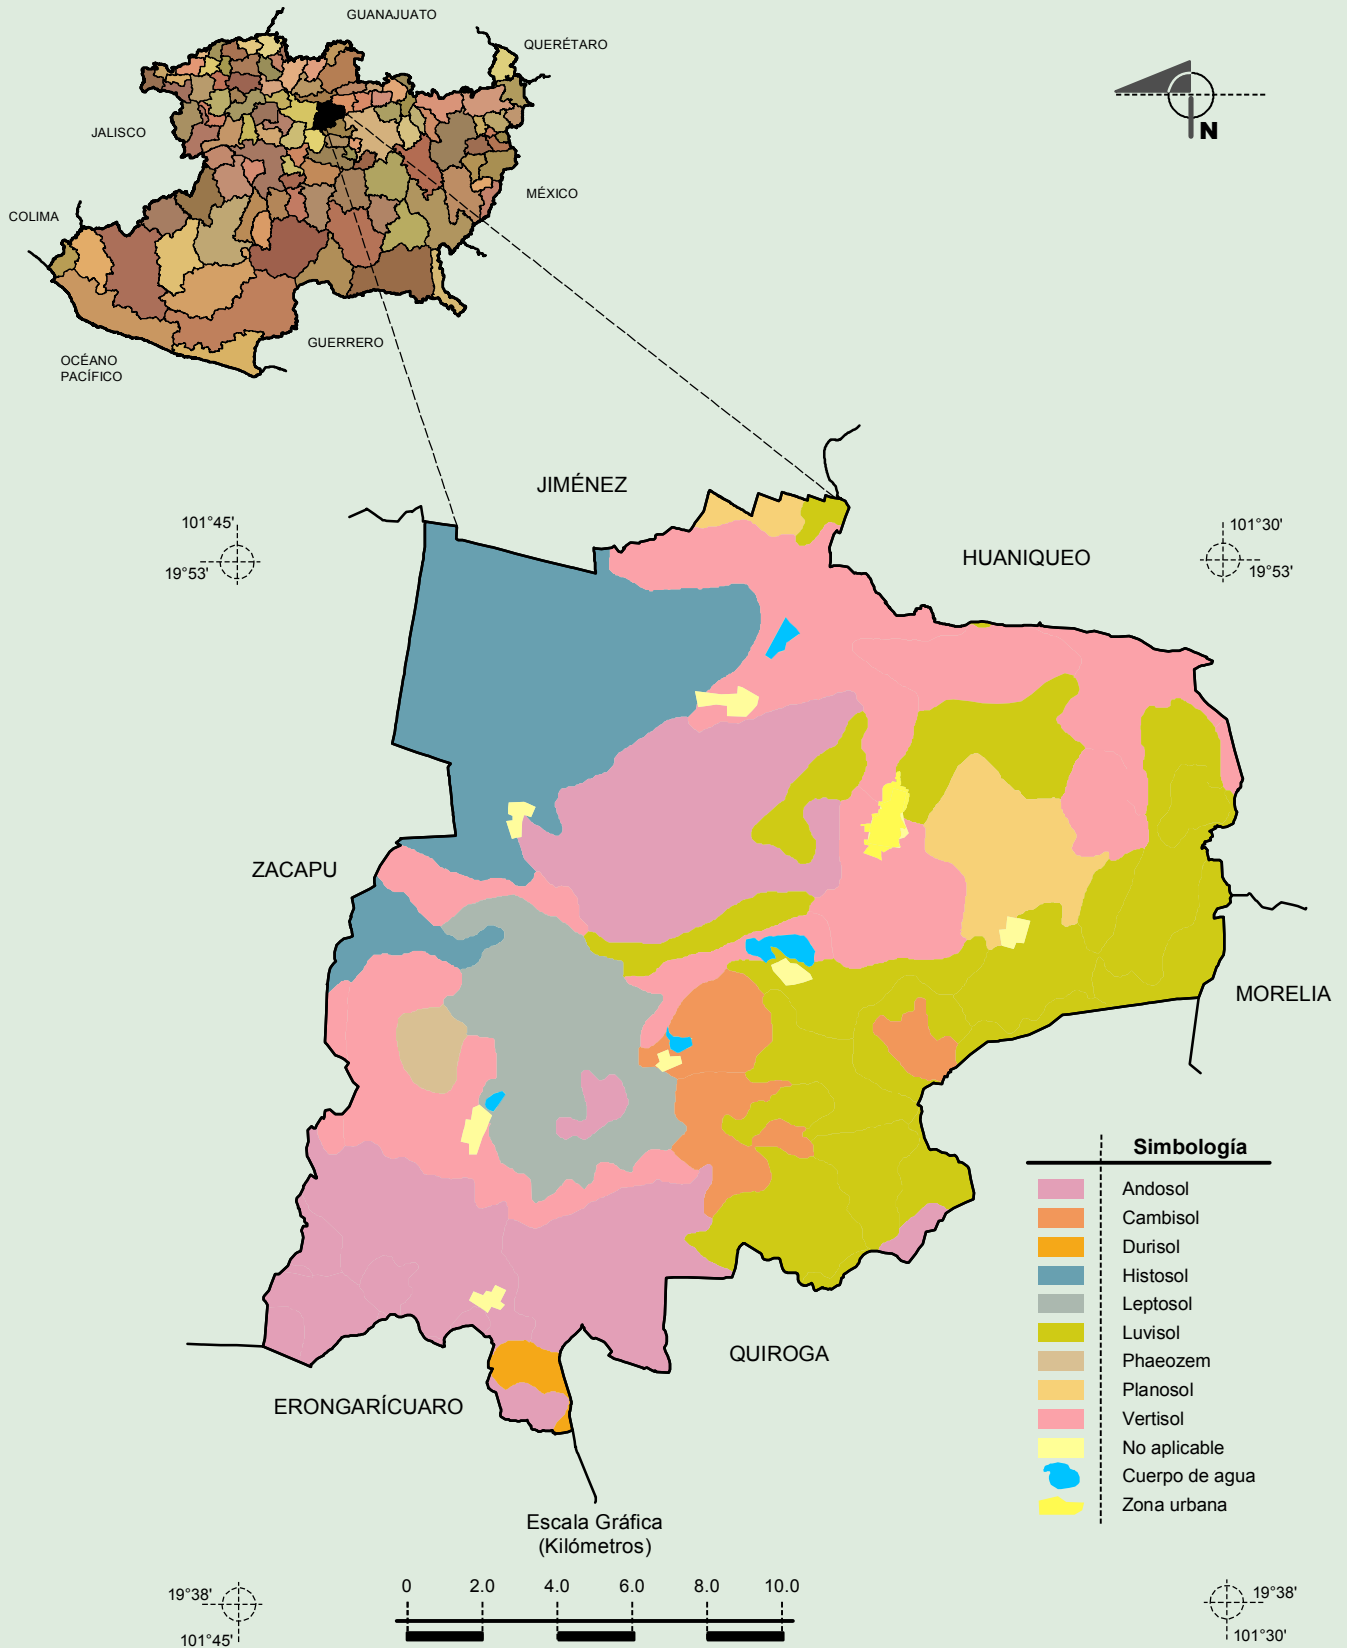 GUANAJUATO
QUERÉTARO
JALISCO
N
MÉXICO
COLIMA
GUERRERO
OCÉANO
PACÍFICO
JIMÉNEZ
101°45'
19°53'
101°30'
19°53'
HUANIQUEO
ZACAPU
MORELIA
QUIROGA
ERONGARÍCUARO
Simbología
Andosol
Cambisol
Durisol
Histosol
Leptosol
Luvisol
Phaeozem
Planosol
Vertisol
No aplicable
Cuerpo de agua
Zona urbana
Escala Gráfica
(Kilómetros)
0 2.0 4.0 6.0 8.0 10.0
19°38'
101°45'
19°38'
101°30'